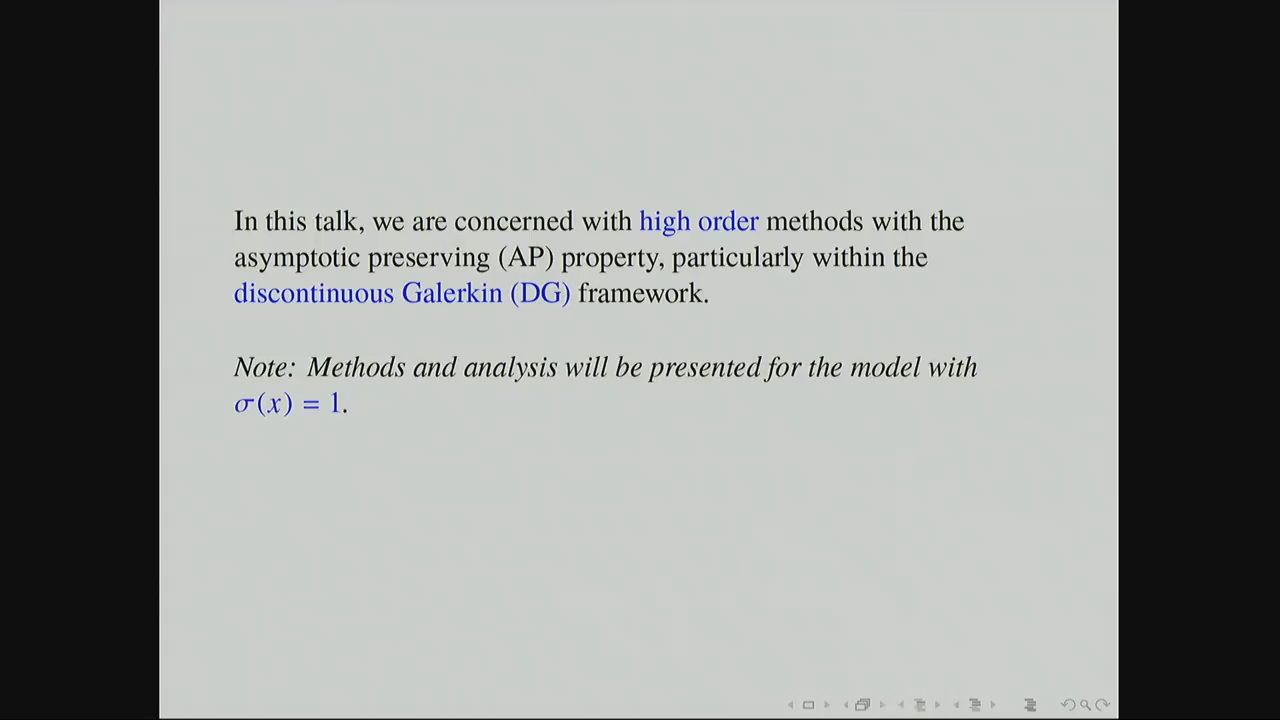 In this talk, we are concerned with high order methods with the
asymptotic preserving (AP) property, particularly within the
discontinuous Galerkin (DG) framework.
Note: Methods and analysis will be presented for the model with
σ(x) = 1.